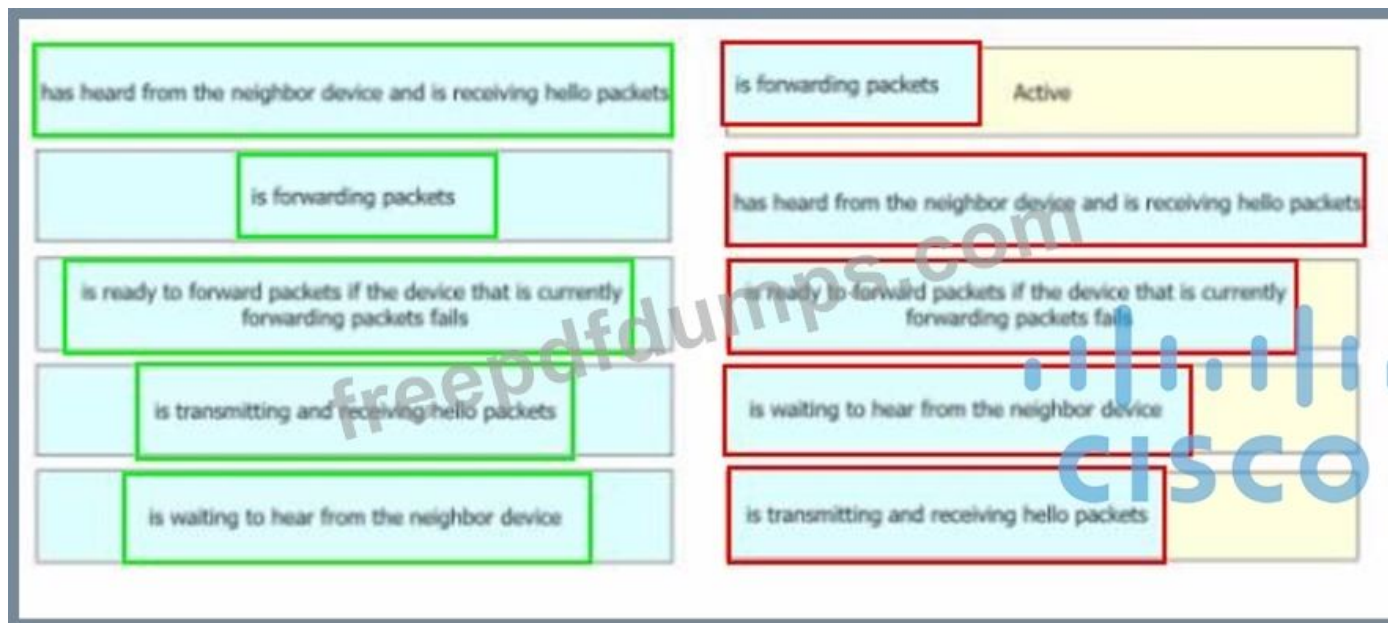 has heard from the neighbor device and is receiving hello packets
is forwarding packets
is ready to forward packets if the device that is currently
forwarding packets fails
is transmitting and receiving hello packets
is waiting to hear from the neighbor device
is forwarding packets
Active
has heard from the neighbor device and is receiving hello packets
is ready to forward packets if the device that is currently
forwarding packets fails
is waiting to hear from the neighbor device
is transmitting and receiving hello packets
freepdfdumps.com
CISCO